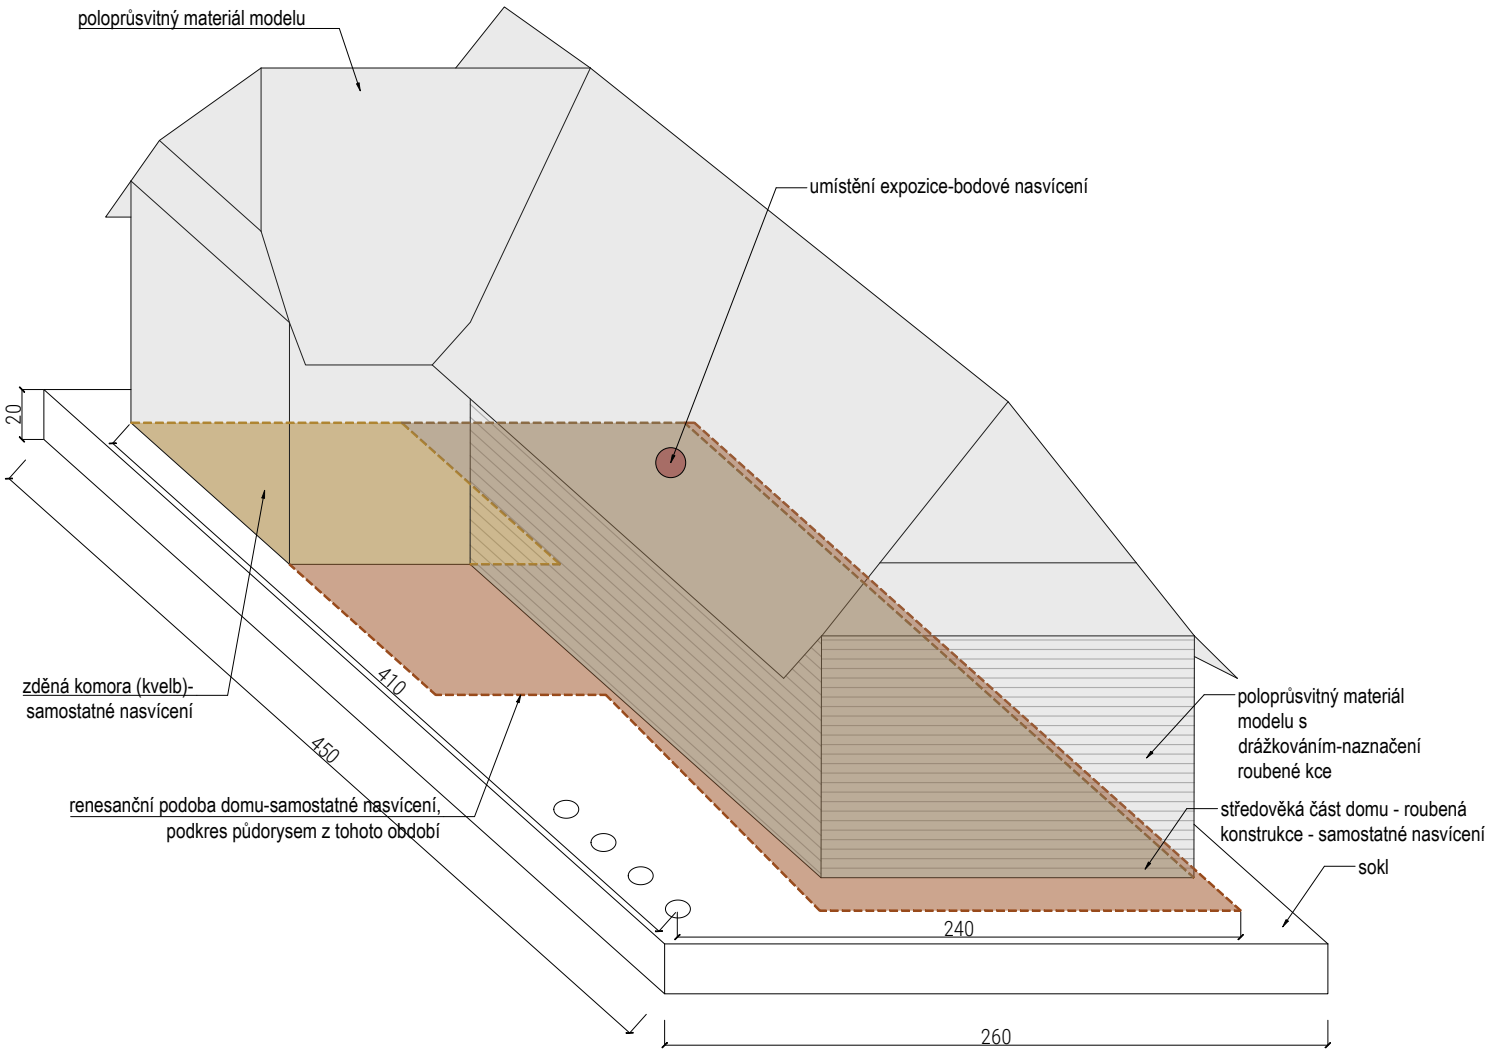 poloprůsvitný materiál modelu
umístění expozice-bodové nasvícení
20
zděná komora (kvelb)-
samostatné nasvícení
410
450
poloprůsvitný materiál
modelu s
drážkováním-naznačení
roubené kce
renesanční podoba domu-samostatné nasvícení,
podkres půdorysem z tohoto období
středověká část domu - roubená
konstrukce - samostatné nasvícení
sokl
240
260